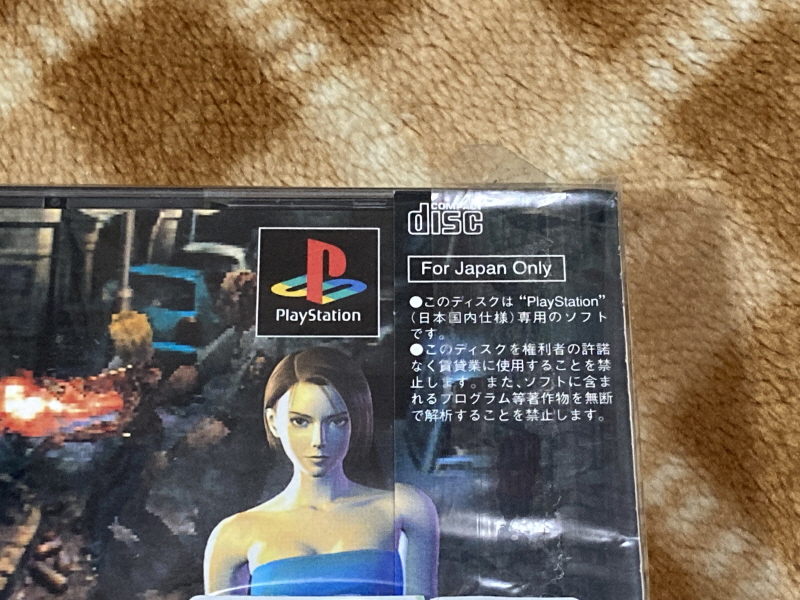 COMPACT
disc
For Japan Only
PlayStation
●このディスクは “PlayStation”
(日本国内仕様)専用のソフト
です。
●このディスクを権利者の許諾
なく賃貸業に使用することを禁
止します。また、ソフトに含ま
れるプログラム等著作物を無断
で解析することを禁止します。